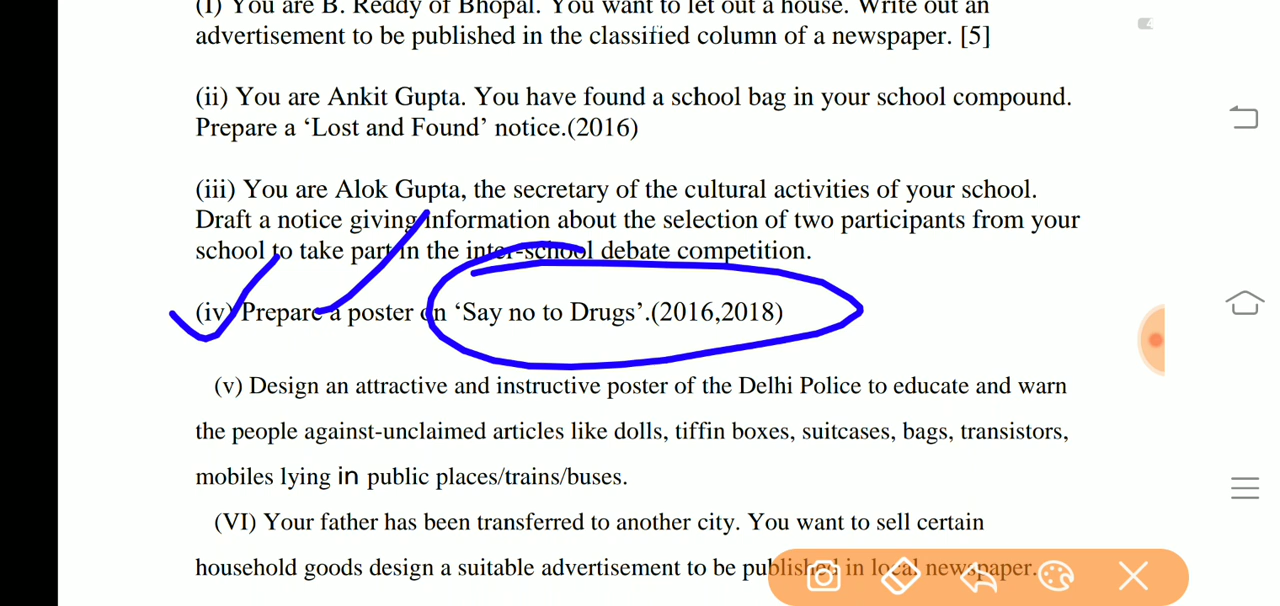 (I) You are B. Reddy of Bhopal. You want to let out a house. Write out an
advertisement to be published in the classified column of a newspaper. [5]
(ii) You are Ankit Gupta. You have found a school bag in your school compound.
Prepare a ‘Lost and Found’ notice.(2016)
(iii) You are Alok Gupta, the secretary of the cultural activities of your school.
Draft a notice giving information about the selection of two participants from your
school to take part in the inter-school debate competition.
(iv) Prepare a poster on ‘Say no to Drugs’.(2016,2018)
(v) Design an attractive and instructive poster of the Delhi Police to educate and warn
the people against-unclaimed articles like dolls, tiffin boxes, suitcases, bags, transistors,
mobiles lying in public places/trains/buses.
(VI) Your father has been transferred to another city. You want to sell certain
household goods design a suitable advertisement to be published in local newspaper.